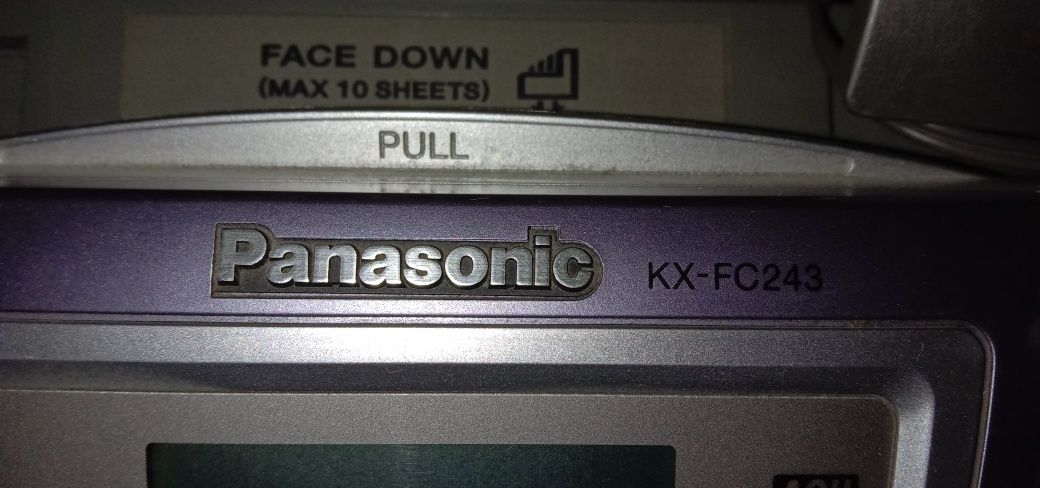 FACE DOWN
(MAX 10 SHEETS)
PULL
Panasonic KX-FC243